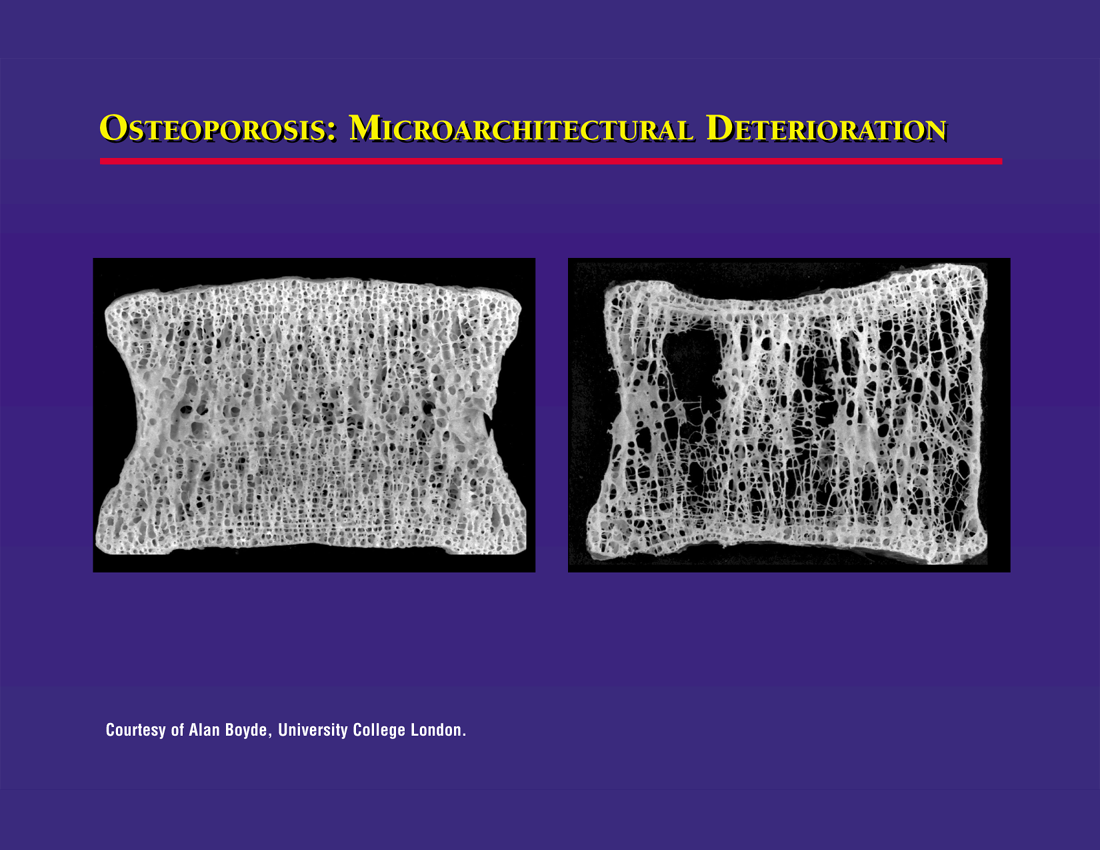 Osteoporosis: Microarchitectural Deterioration
Courtesy of Alan Boyde, University College London.